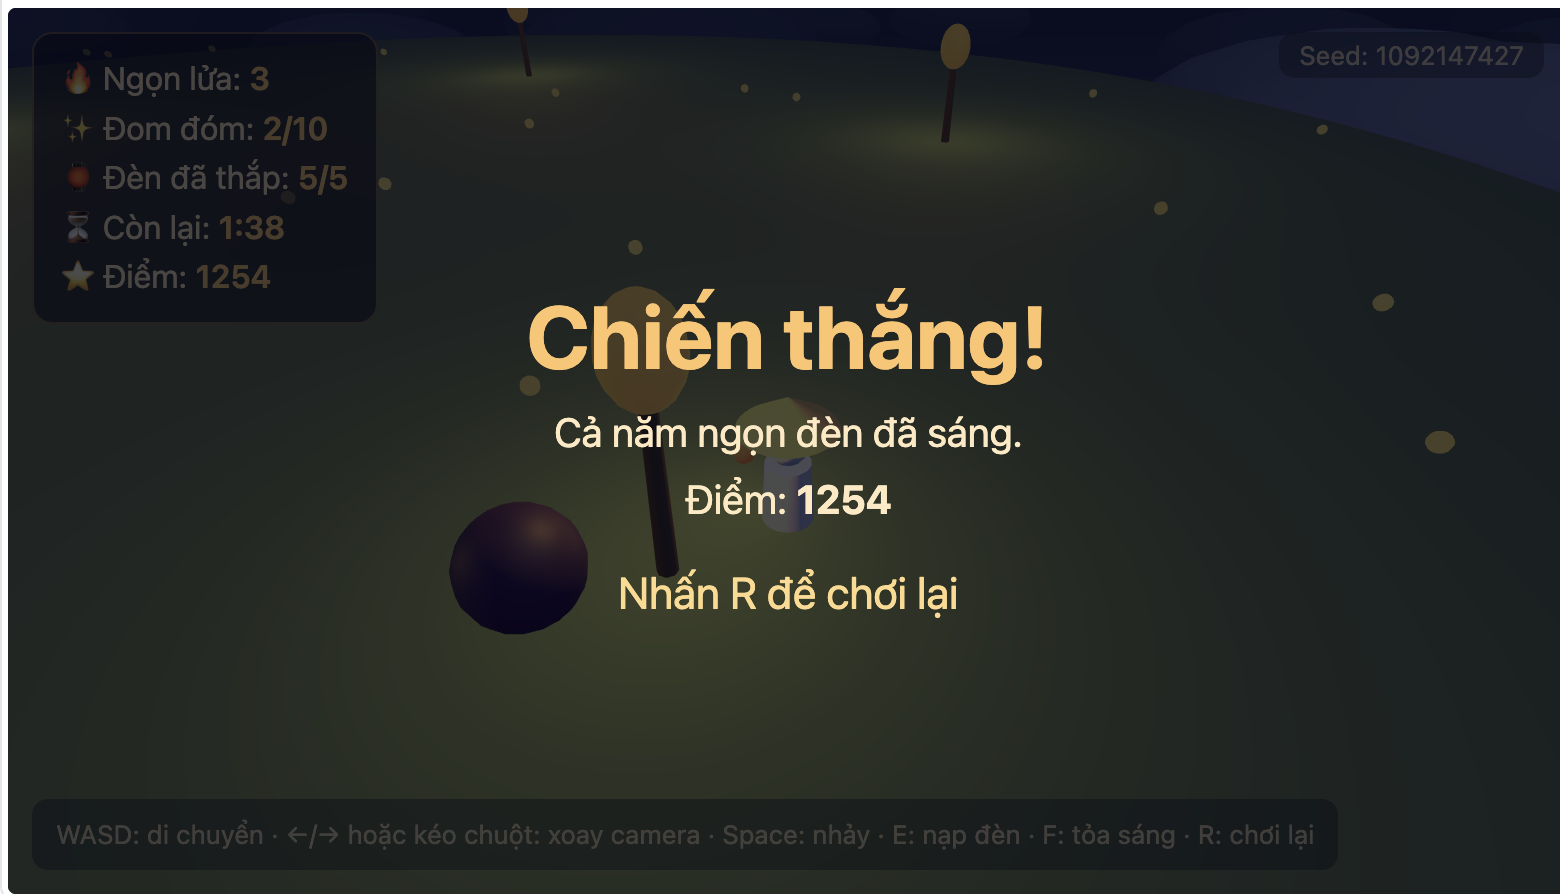 🔥 Ngọn lửa: 3
✨ Đom đóm: 2/10
🏮 Đèn đã thắp: 5/5
⏳ Còn lại: 1:38
⭐ Điểm: 1254
Seed: 1092147427
Chiến thắng!
Cả năm ngọn đèn đã sáng.
Điểm: 1254
Nhấn R để chơi lại
WASD: di chuyển · ←/→ hoặc kéo chuột: xoay camera · Space: nhảy · E: nạp đèn · F: tỏa sáng · R: chơi lại